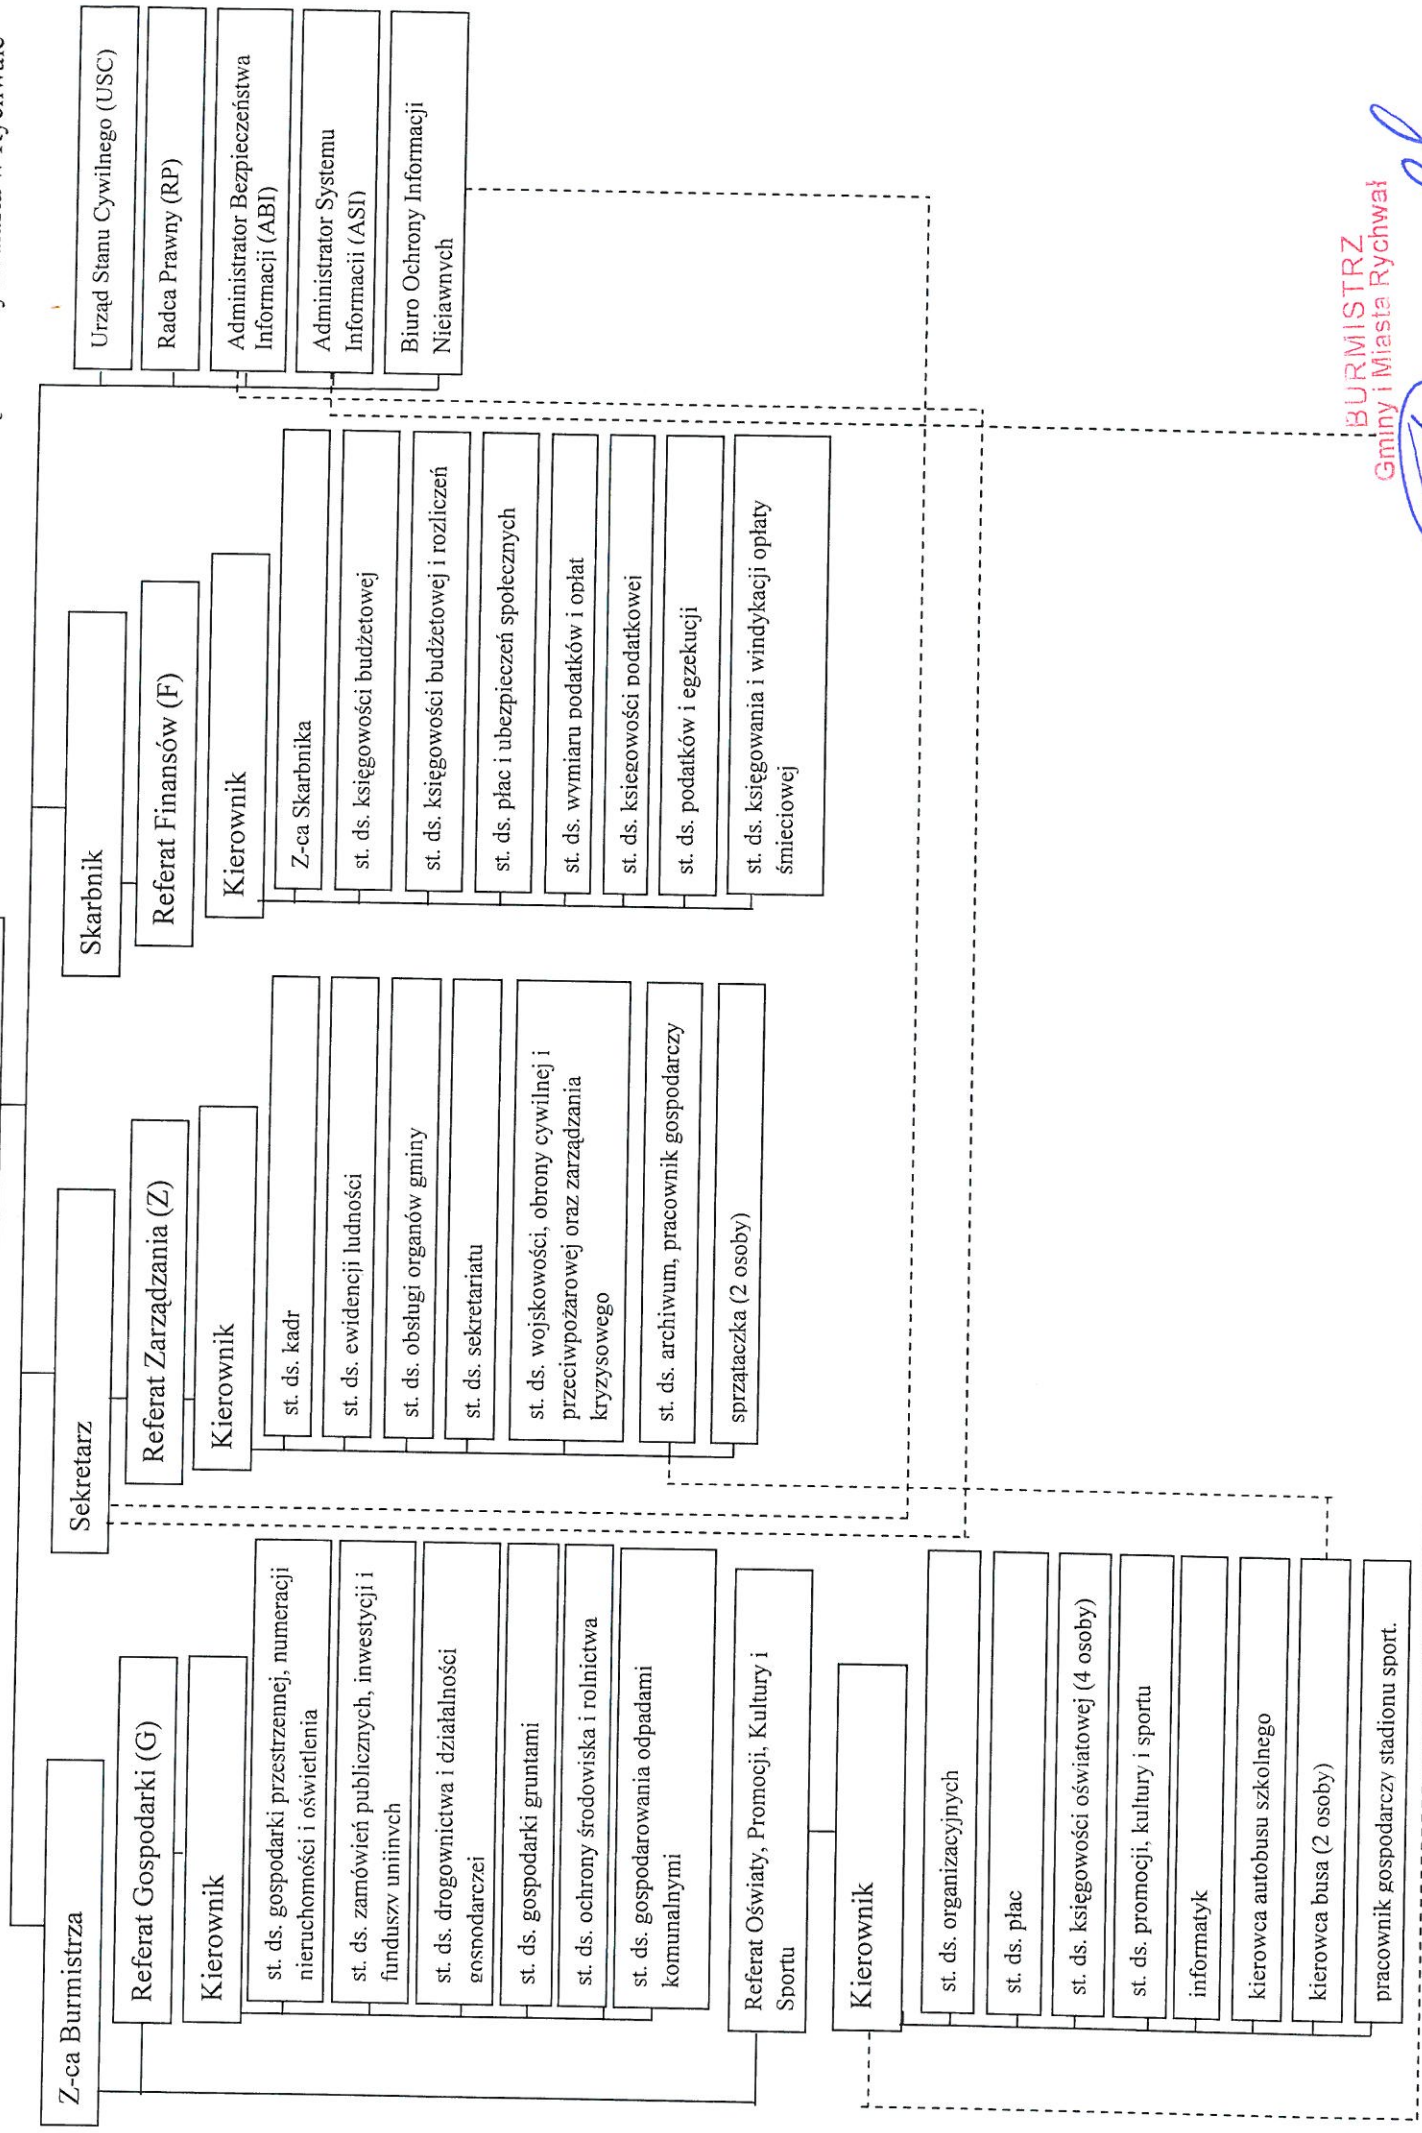 Z-ca Burmistrza
Referat Gospodarki (G)
Kierownik
st. ds. gospodarki przestrzennej, numeracji
nieruchomości i oświetlenia
st. ds. zamówień publicznych, inwestycji i
funduszy unijnych
st. ds. drogownictwa i działalności
gospodarczej
st. ds. gospodarki gruntami
st. ds. ochrony środowiska i rolnictwa
st. ds. gospodarowania odpadami
komunalnymi
Referat Oświaty, Promocji, Kultury i
Sportu
Kierownik
st. ds. organizacyjnych
st. ds. płac
st. ds. księgowości oświatowej (4 osoby)
st. ds. promocji, kultury i sportu
informatyk
kierowca autobusu szkolnego
kierowca busa (2 osoby)
pracownik gospodarczy stadionu sport.
Sekretarz
Referat Zarządzania (Z)
Kierownik
st. ds. kadr
st. ds. ewidencji ludności
st. ds. obsługi organów gminy
st. ds. sekretariatu
st. ds. wojskowości, obrony cywilnej i
przeciwpożarowej oraz zarządzania
kryzysowego
st. ds. archiwum, pracownik gospodarczy
sprzątaczka (2 osoby)
Skarbnik
Referat Finansów (F)
Kierownik
Z-ca Skarbnika
st. ds. księgowości budżetowej
st. ds. księgowości budżetowej i rozliczeń
st. ds. płac i ubezpieczeń społecznych
st. ds. wymiaru podatków i opłat
st. ds. księgowości podatkowej
st. ds. podatków i egzekucji
st. ds. księgowania i windykacji opłaty
śmieciowej
Urząd Stanu Cywilnego (USC)
Radca Prawny (RP)
Administrator Bezpieczeństwa
Informacji (ABI)
Administrator Systemu
Informacji (ASI)
Biuro Ochrony Informacji
Niejawnych
BURMISTRZ
Gminy i Miasta Rychwał